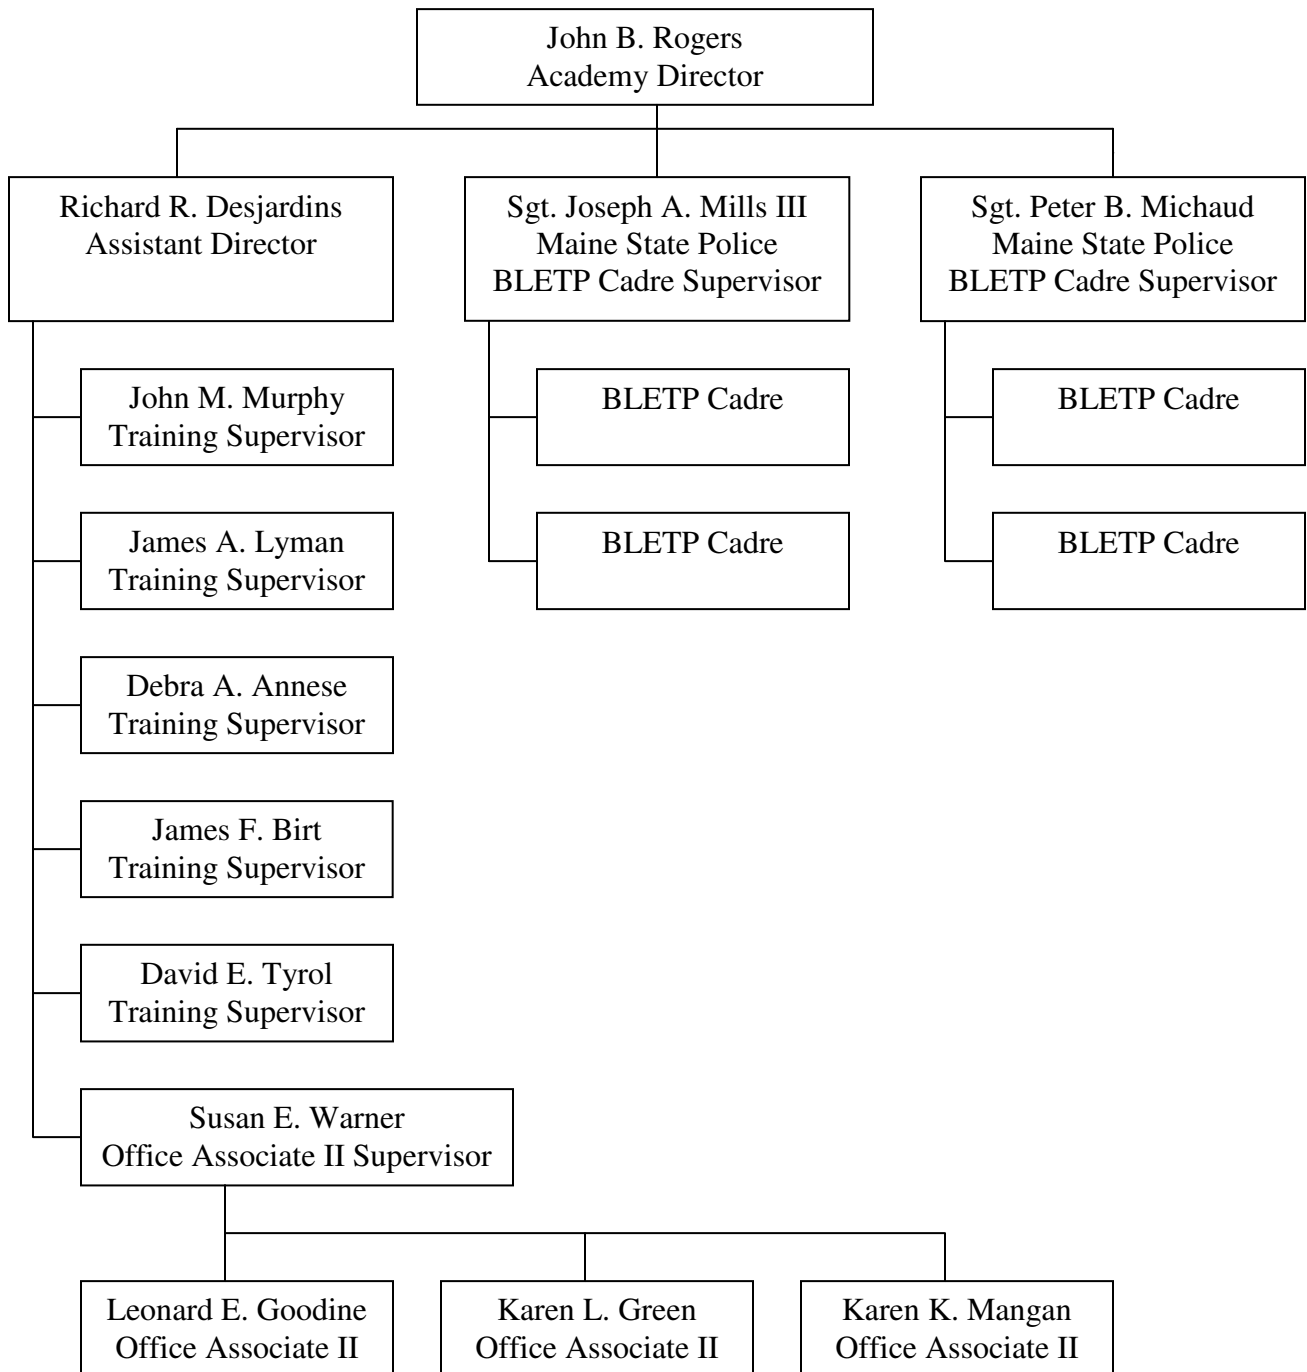 John B. Rogers
Academy Director
Richard R. Desjardins
Assistant Director
Sgt. Joseph A. Mills III
Maine State Police
BLETP Cadre Supervisor
Sgt. Peter B. Michaud
Maine State Police
BLETP Cadre Supervisor
John M. Murphy
Training Supervisor
BLETP Cadre
BLETP Cadre
James A. Lyman
Training Supervisor
BLETP Cadre
BLETP Cadre
Debra A. Annese
Training Supervisor
James F. Birt
Training Supervisor
David E. Tyrol
Training Supervisor
Susan E. Warner
Office Associate II Supervisor
Leonard E. Goodine
Office Associate II
Karen L. Green
Office Associate II
Karen K. Mangan
Office Associate II